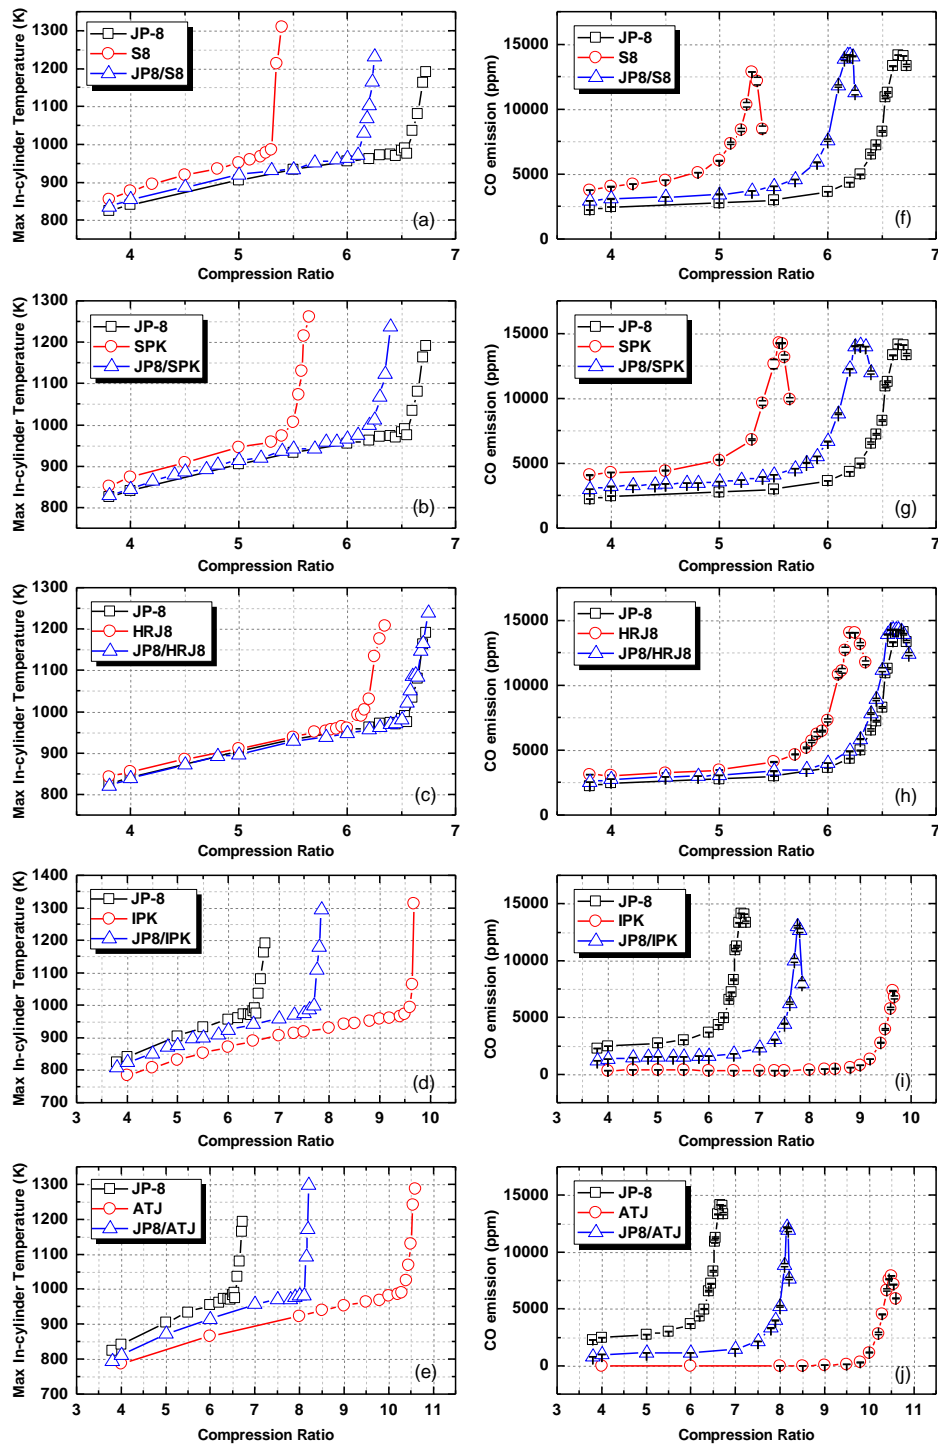 Max In-cylinder Temperature (K)
1300
1200
1100
1000
900
800
JP-8
S8
JP8/S8
(a)
4 5 6 7
Compression Ratio
CO emission (ppm)
15000
10000
5000
0
JP-8
S8
JP8/S8
(f)
4 5 6 7
Compression Ratio
Max In-cylinder Temperature (K)
1300
1200
1100
1000
900
800
JP-8
SPK
JP8/SPK
(b)
4 5 6 7
Compression Ratio
CO emission (ppm)
15000
10000
5000
0
JP-8
SPK
JP8/SPK
(g)
4 5 6 7
Compression Ratio
Max In-cylinder Temperature (K)
1300
1200
1100
1000
900
800
JP-8
HRJ8
JP8/HRJ8
(c)
4 5 6 7
Compression Ratio
CO emission (ppm)
15000
10000
5000
0
JP-8
HRJ8
JP8/HRJ8
(h)
4 5 6 7
Compression Ratio
Max In-cylinder Temperature (K)
1400
1300
1200
1100
1000
900
800
700
JP-8
IPK
JP8/IPK
(d)
3 4 5 6 7 8 9 10
Compression Ratio
CO emission (ppm)
15000
10000
5000
0
JP-8
IPK
JP8/IPK
(i)
3 4 5 6 7 8 9 10
Compression Ratio
Max In-cylinder Temperature (K)
1300
1200
1100
1000
900
800
700
JP-8
ATJ
JP8/ATJ
(e)
3 4 5 6 7 8 9 10 11
Compression Ratio
CO emission (ppm)
15000
10000
5000
0
JP-8
ATJ
JP8/ATJ
(j)
3 4 5 6 7 8 9 10 11
Compression Ratio